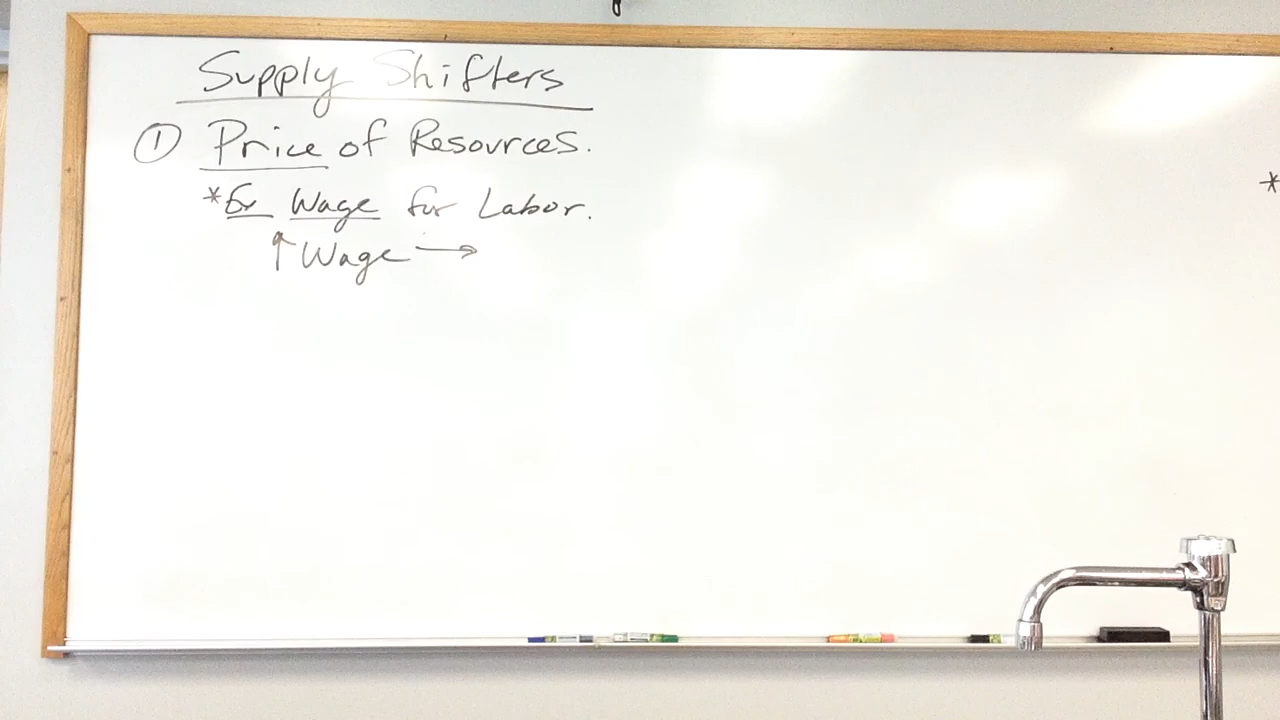 Supply Shifters
① Price of Resources.
* Ex Wage for Labor.
↑ Wage →
*